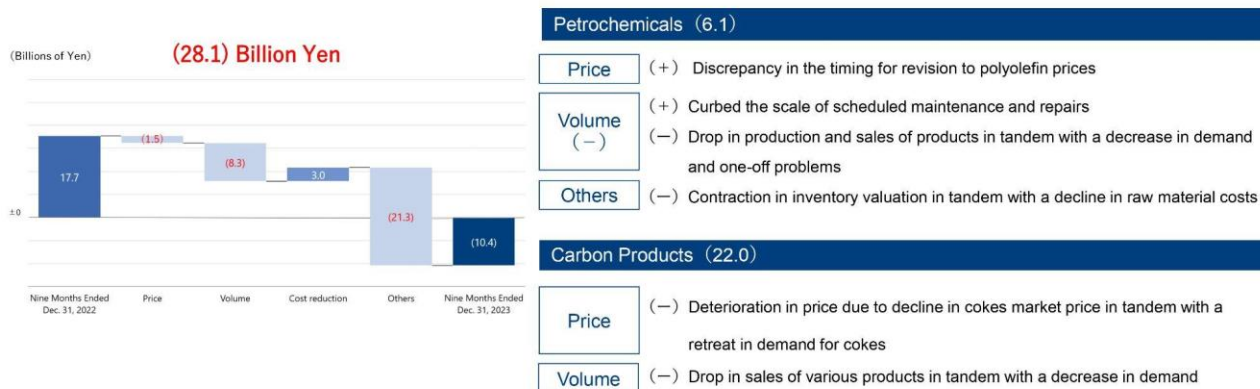 (Billions of Yen)
(28.1) Billion Yen
(1.5)
(8.3)
17.7
3.0
±0
(21.3)
(10.4)
Nine Months Ended
Dec. 31, 2022
Price
Volume
Cost reduction
Others
Nine Months Ended
Dec. 31, 2023
Petrochemicals（6.1）
Price
（+） Discrepancy in the timing for revision to polyolefin prices
Volume
（－）
（+） Curbed the scale of scheduled maintenance and repairs
（－） Drop in production and sales of products in tandem with a decrease in demand
and one-off problems
Others
（－） Contraction in inventory valuation in tandem with a decline in raw material costs
Carbon Products（22.0）
Price
（－） Deterioration in price due to decline in cokes market price in tandem with a
retreat in demand for cokes
Volume
（－） Drop in sales of various products in tandem with a decrease in demand